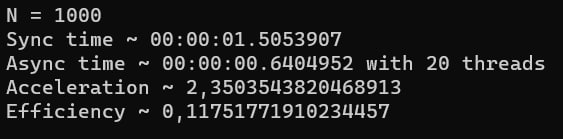 N = 1000
Sync time ~ 00:00:01.5053907
Async time ~ 00:00:00.6404952 with 20 threads
Acceleration ~ 2,3503543820468913
Efficiency ~ 0,11751771910234457